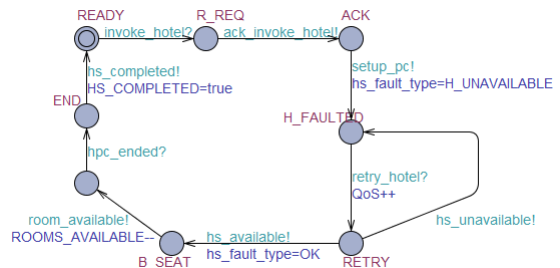 READY
R_REQ
ACK
invoke_hotel?
ack_invoke_hotel!
hs_completed!
HS_COMPLETED=true
setup_pc!
hs_fault_type=H_UNAVAILABLE
END
H_FAULTED
hpc_ended?
retry_hotel?
QoS++
room_available!
ROOMS_AVAILABLE--
hs_available!
hs_fault_type=OK
hs_unavailable!
B_SEAT
RETRY